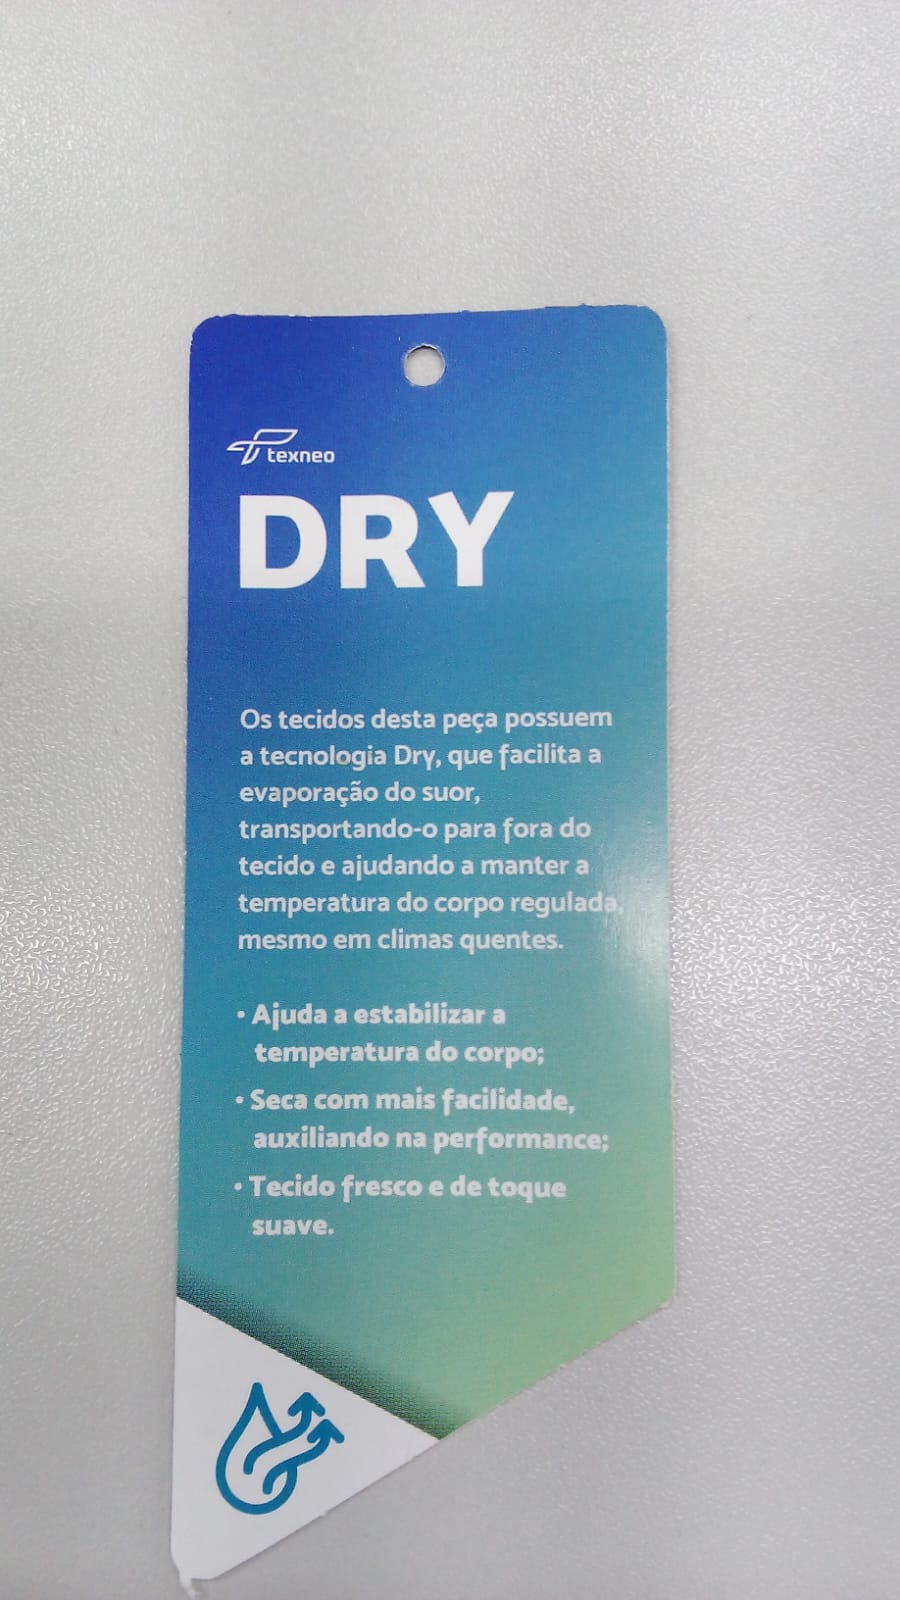 texneo
DRY
Os tecidos desta peça possuem
a tecnologia Dry, que facilita a
evaporação do suor,
transportando-o para fora do
tecido e ajudando a manter a
temperatura do corpo regulada,
mesmo em climas quentes.
• Ajuda a estabilizar a
temperatura do corpo;
• Seca com mais facilidade,
auxiliando na performance;
• Tecido fresco e de toque
suave.